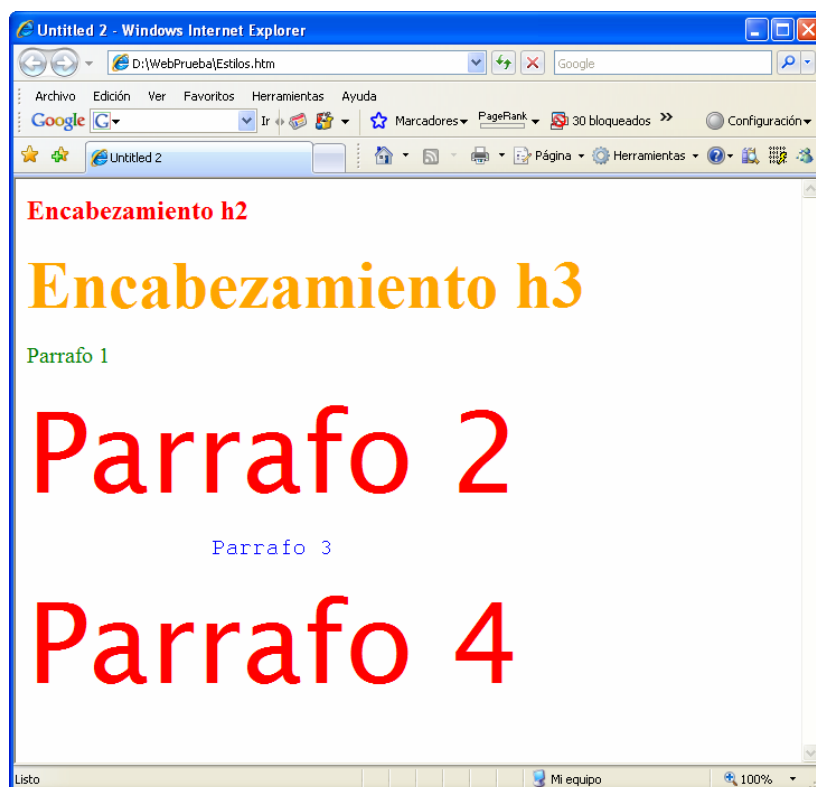 Untitled 2 - Windows Internet Explorer
D:\WebPrueba\Estilos.htm Google
Archivo Edición Ver Favoritos Herramientas Ayuda
Google G Ir Marcadores PageRank 30 bloqueados » Configuración
Untitled 2 Página Herramientas
Encabezamiento h2
Encabezamiento h3
Parrafo 1
Parrafo 2
Parrafo 3
Parrafo 4
Listo Mi equipo 100%